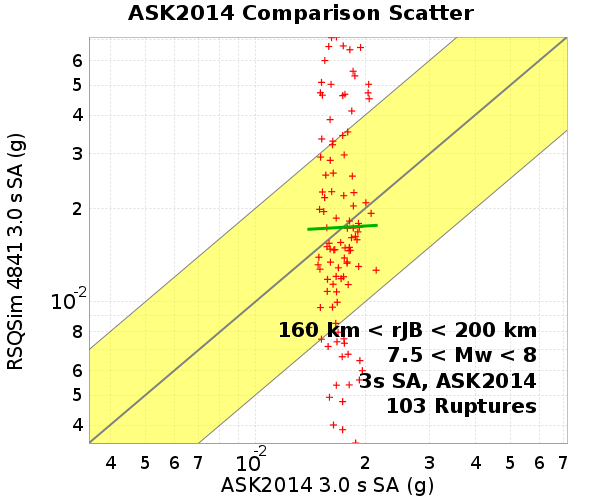 ASK2014 Comparison Scatter
RSQSim 4841 3.0 s SA (g)
6
5
4
3
2
10⁻²
8
6
5
4
160 km < rJB < 200 km
7.5 < Mw < 8
3s SA, ASK2014
103 Ruptures
4 5 6 7 10⁻² 2 3 4 5 6 7
ASK2014 3.0 s SA (g)